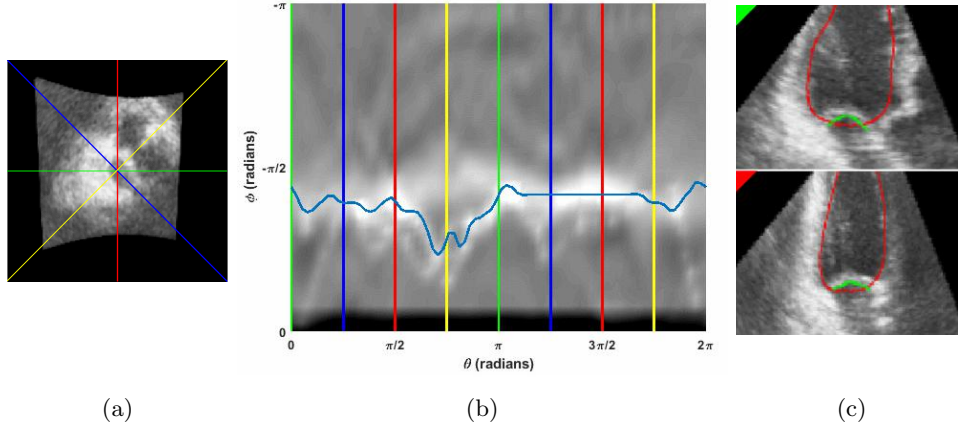 -π
-π/2
0
ϕ (radians)
0
π/2
π
3π/2
2π
θ (radians)
(a)
(b)
(c)